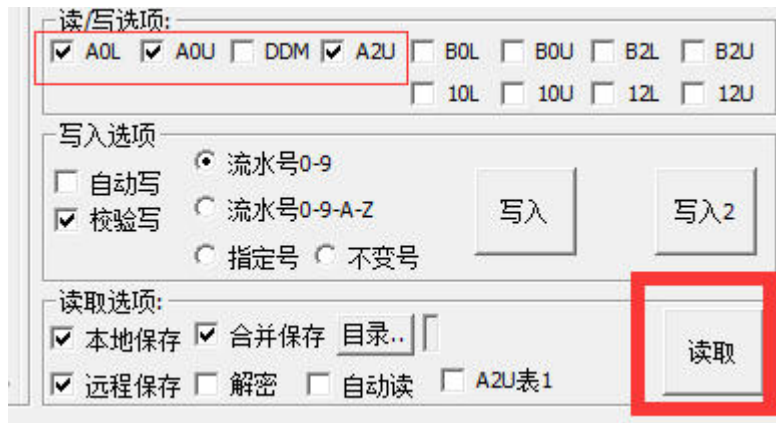 读/写选项:
A0L A0U DDM A2U B0L B0U B2L B2U
10L 10U 12L 12U
写入选项
自动写 流水号0-9
校验写 流水号0-9-A-Z 写入 写入2
指定号 不变号
读取选项:
本地保存 合并保存 目录.. 读取
远程保存 解密 自动读 A2U表1